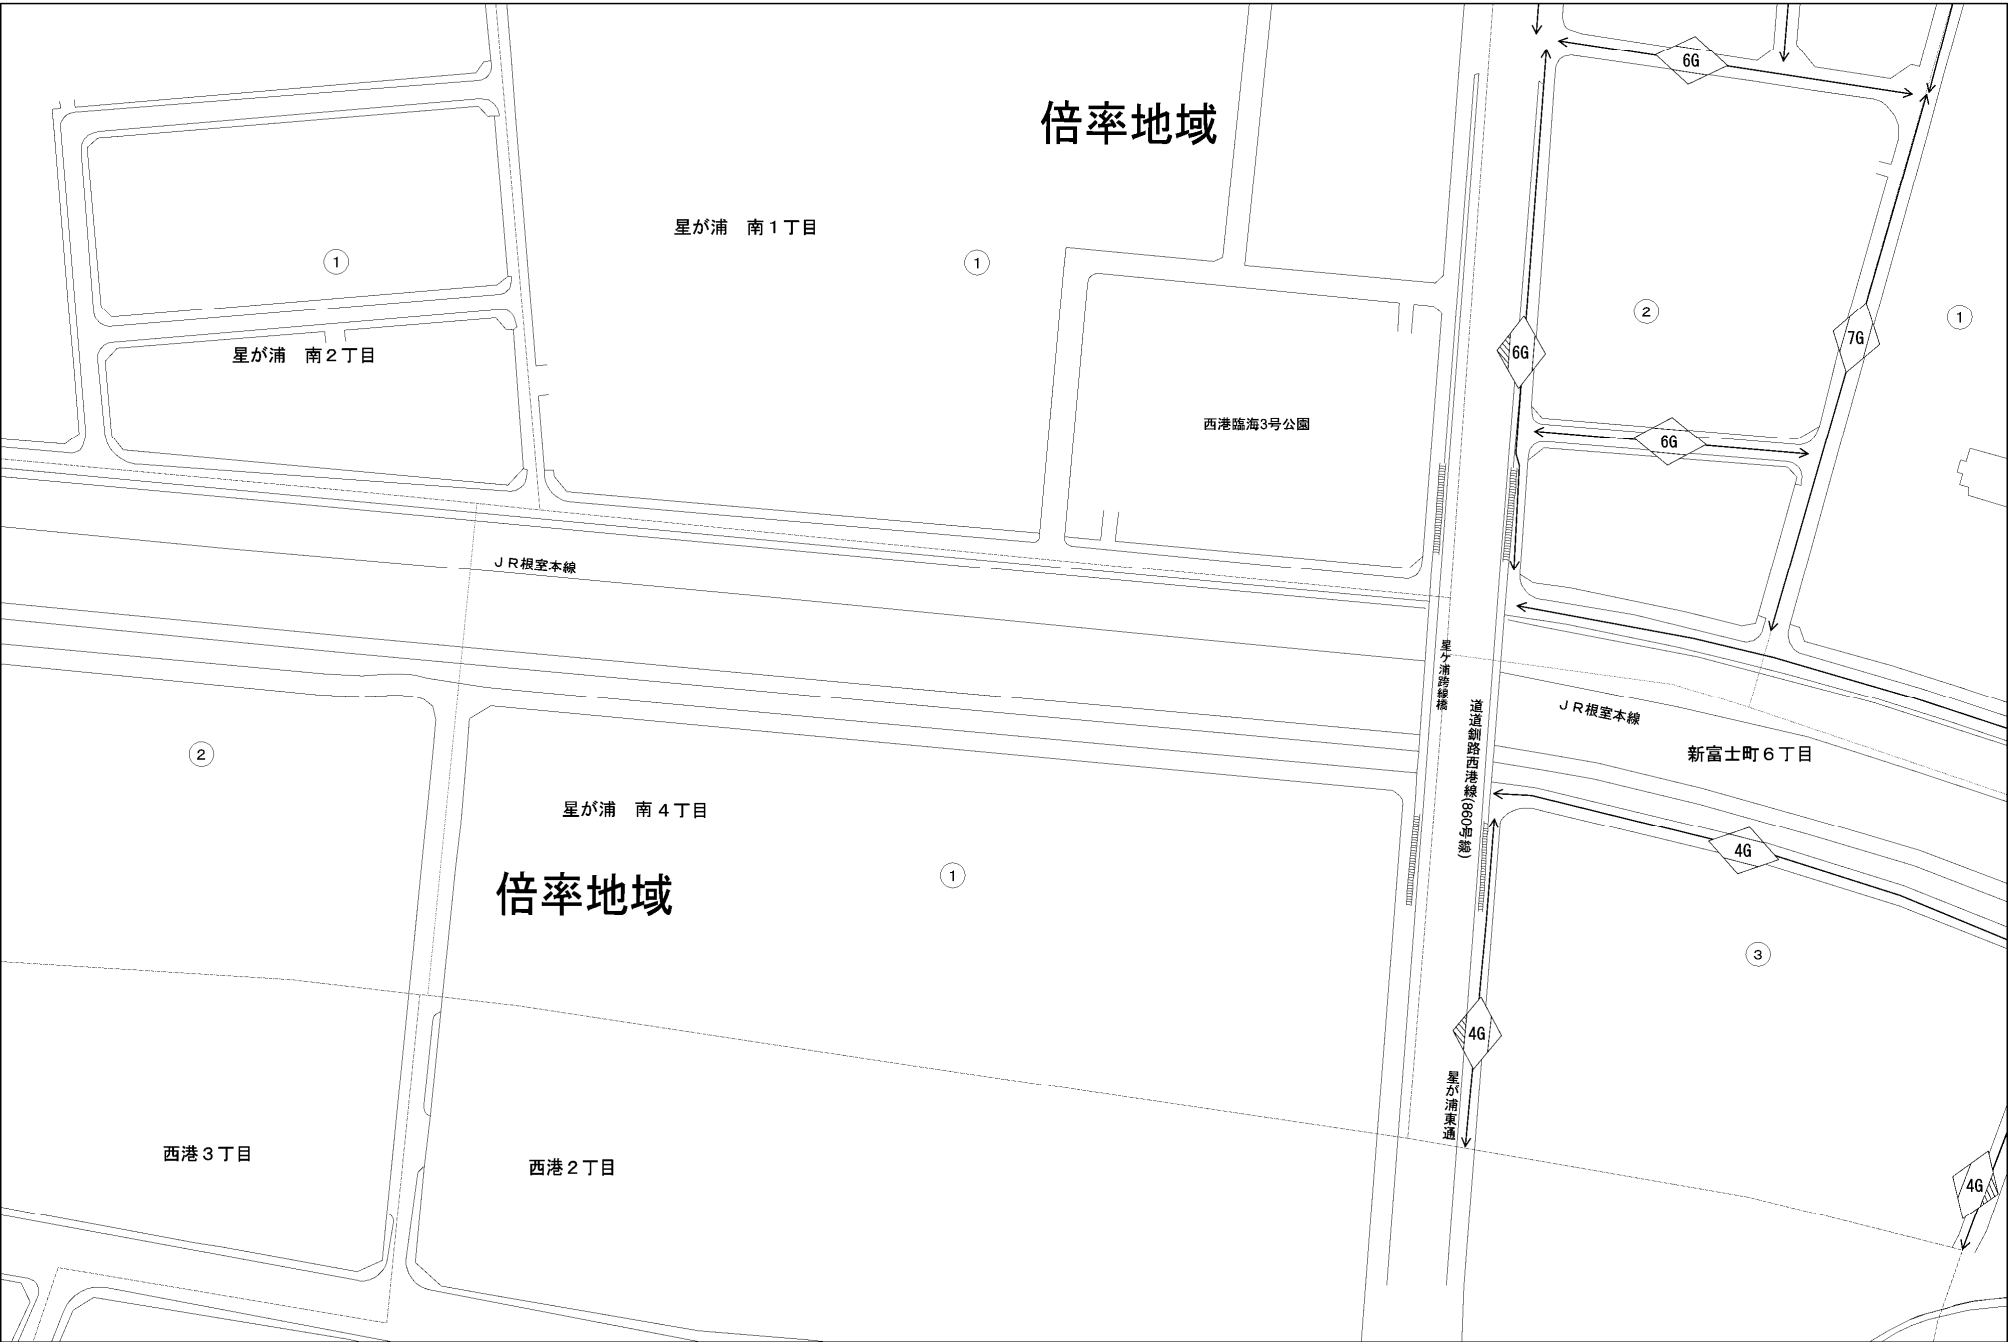 6G
倍率地域
星が浦　南１丁目
①
①
②
①
7G
6G
星が浦　南２丁目
西港臨海3号公園
6G
ＪＲ根室本線
星ケ浦跨線橋
道道釧路西港線(860号線)
ＪＲ根室本線
新富士町６丁目
②
星が浦　南４丁目
4G
倍率地域
①
③
4G
星が浦東通
西港３丁目
西港２丁目
4G